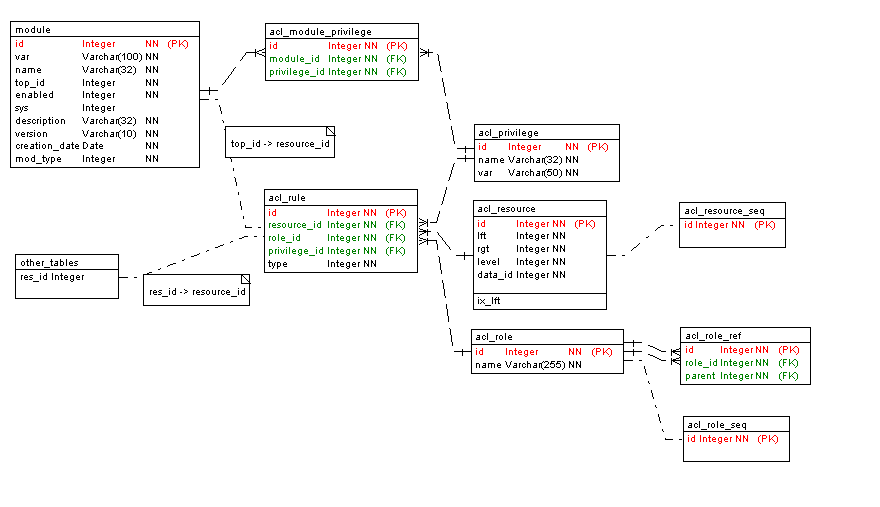 module
id Integer NN (PK)
var Varchar(100) NN
name Varchar(32) NN
top_id Integer NN
enabled Integer NN
sys Integer
description Varchar(32) NN
version Varchar(10) NN
creation_date Date NN
mod_type Integer NN
acl_module_privilege
id Integer NN (PK)
module_id Integer NN (FK)
privilege_id Integer NN (FK)
top_id -> resource_id
acl_privilege
id Integer NN (PK)
name Varchar(32) NN
var Varchar(50) NN
acl_rule
id Integer NN (PK)
resource_id Integer NN (FK)
role_id Integer NN (FK)
privilege_id Integer NN (FK)
type Integer NN
acl_resource
id Integer NN (PK)
lft Integer NN
rgt Integer NN
level Integer NN
data_id Integer NN
ix_lft
acl_resource_seq
id Integer NN (PK)
other_tables
res_id Integer
res_id -> resource_id
acl_role
id Integer NN (PK)
name Varchar(255) NN
acl_role_ref
id Integer NN (PK)
role_id Integer NN (FK)
parent Integer NN (FK)
acl_role_seq
id Integer NN (PK)